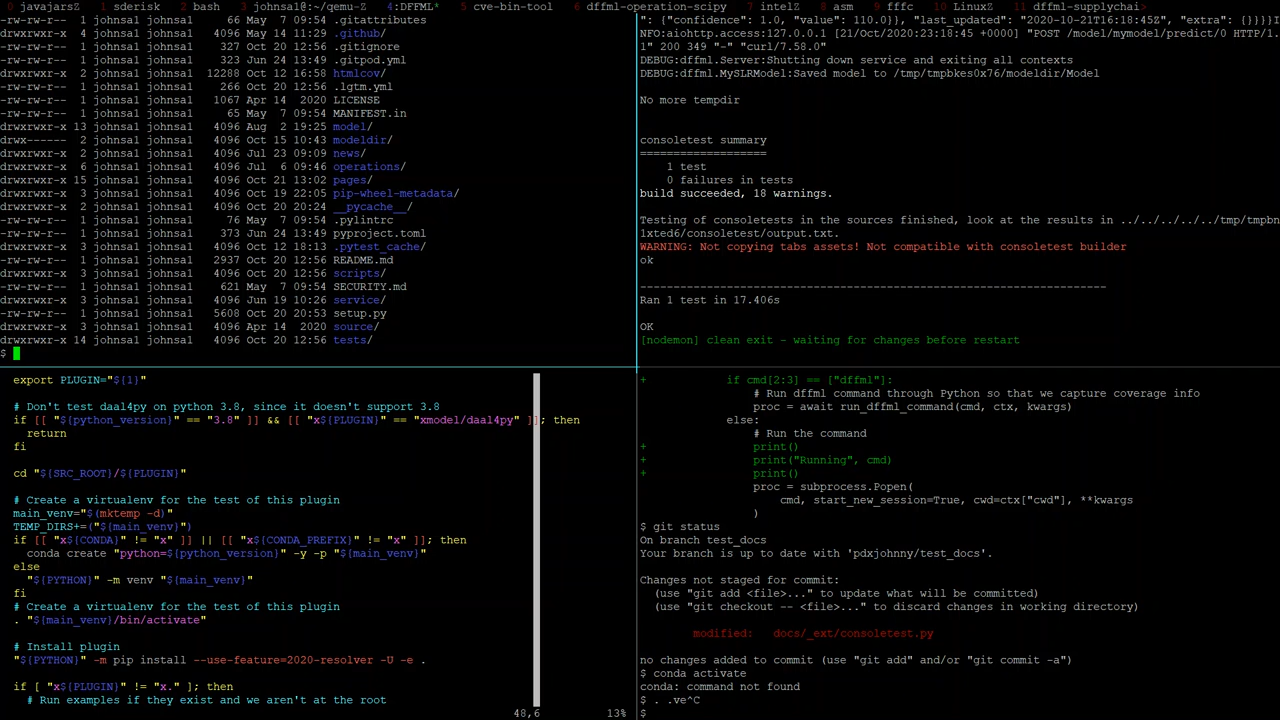 0 javajarsZ 1 sderisk 2 bash 3 johnsal@:~/qemu-Z 4:DFFML* 5 cve-bin-tool 6 dffml-operation-scipy 7 intelZ 8 asm 9 fffc 10 LinuxZ 11 dffml-supplychai>
-rw-rw-r-- 1 johnsal johnsal 66 May 7 09:54 .gitattributes
drwxrwxr-x 4 johnsal johnsal 4096 May 14 11:29 .github/
-rw-rw-r-- 1 johnsal johnsal 327 Oct 20 12:56 .gitignore
-rw-rw-r-- 1 johnsal johnsal 323 Jun 24 13:49 .gitpod.yml
drwxrwxr-x 2 johnsal johnsal 12288 Oct 12 16:58 htmlcov/
-rw-rw-r-- 1 johnsal johnsal 266 Oct 20 12:56 .lgtm.yml
-rw-rw-r-- 1 johnsal johnsal 1067 Apr 14 2020 LICENSE
-rw-rw-r-- 1 johnsal johnsal 65 May 7 09:54 MANIFEST.in
drwxrwxr-x 13 johnsal johnsal 4096 Aug 2 19:25 model/
drwx------ 2 johnsal johnsal 4096 Oct 15 10:43 modeldir/
drwxrwxr-x 2 johnsal johnsal 4096 Jul 23 09:09 news/
drwxrwxr-x 6 johnsal johnsal 4096 Jul 6 09:46 operations/
drwxrwxr-x 15 johnsal johnsal 4096 Oct 21 13:02 pages/
drwxrwxr-x 3 johnsal johnsal 4096 Oct 19 22:05 pip-wheel-metadata/
drwxrwxr-x 2 johnsal johnsal 4096 Oct 20 20:24 __pycache__/
-rw-rw-r-- 1 johnsal johnsal 76 May 7 09:54 .pylintrc
-rw-rw-r-- 1 johnsal johnsal 373 Jun 24 13:49 pyproject.toml
drwxrwxr-x 3 johnsal johnsal 4096 Oct 12 18:13 .pytest_cache/
-rw-rw-r-- 1 johnsal johnsal 2937 Oct 20 12:56 README.md
drwxrwxr-x 3 johnsal johnsal 4096 Oct 20 12:56 scripts/
-rw-rw-r-- 1 johnsal johnsal 621 May 7 09:54 SECURITY.md
drwxrwxr-x 5 johnsal johnsal 4096 Jun 19 10:26 service/
-rw-rw-r-- 1 johnsal johnsal 5608 Oct 20 20:53 setup.py
drwxrwxr-x 3 johnsal johnsal 4096 Apr 14 2020 source/
drwxrwxr-x 14 johnsal johnsal 4096 Oct 20 12:56 tests/
$
": {"confidence": 1.0, "value": 110.0}}, "last_updated": "2020-10-21T16:18:45Z", "extra": {}}}}I
NFO:aiohttp.access:127.0.0.1 [21/Oct/2020:23:18:45 +0000] "POST /model/mymodel/predict/0 HTTP/1.
1" 200 349 "-" "curl/7.58.0"
DEBUG:dffml.Server:Shutting down service and exiting all contexts
DEBUG:dffml.MySLRModel:Saved model to /tmp/tmpbkes0x76/modeldir/Model
No more tempdir
consoletest summary
===================
1 test
0 failures in tests
build succeeded, 18 warnings.
Testing of consoletests in the sources finished, look at the results in ../../../../../tmp/tmpbn
1xted6/consoletest/output.txt.
WARNING: Not copying tabs assets! Not compatible with consoletest builder
ok
----------------------------------------------------------------------
Ran 1 test in 17.406s
OK
[nodemon] clean exit - waiting for changes before restart
export PLUGIN="${1}"
# Don't test daal4py on python 3.8, since it doesn't support 3.8
if [[ "${python_version}" == "3.8" ]] && [[ "x${PLUGIN}" == "xmodel/daal4py" ]]; then
return
fi
cd "${SRC_ROOT}/${PLUGIN}"
# Create a virtualenv for the test of this plugin
main_venv="$(mktemp -d)"
TEMP_DIRS+=("${main_venv}")
if [[ "x${CONDA}" != "x" ]] || [[ "x${CONDA_PREFIX}" != "x" ]]; then
conda create "python=${python_version}" -y -p "${main_venv}"
else
"${PYTHON}" -m venv "${main_venv}"
fi
# Create a virtualenv for the test of this plugin
. "${main_venv}/bin/activate"
# Install plugin
"${PYTHON}" -m pip install --use-feature=2020-resolver -U -e .
if [ "x${PLUGIN}" != "x." ]; then
# Run examples if they exist and we aren't at the root
48,6 13%
+ if cmd[2:3] == ["dffml"]:
# Run dffml command through Python so that we capture coverage info
proc = await run_dffml_command(cmd, ctx, kwargs)
else:
# Run the command
+ print()
+ print("Running", cmd)
+ print()
proc = subprocess.Popen(
cmd, start_new_session=True, cwd=ctx["cwd"], **kwargs
)
$ git status
On branch test_docs
Your branch is up to date with 'pdxjohnny/test_docs'.
Changes not staged for commit:
(use "git add <file>..." to update what will be committed)
(use "git checkout -- <file>..." to discard changes in working directory)
modified: docs/_ext/consoletest.py
no changes added to commit (use "git add" and/or "git commit -a")
$ conda activate
conda: command not found
$ . .ve^C
$